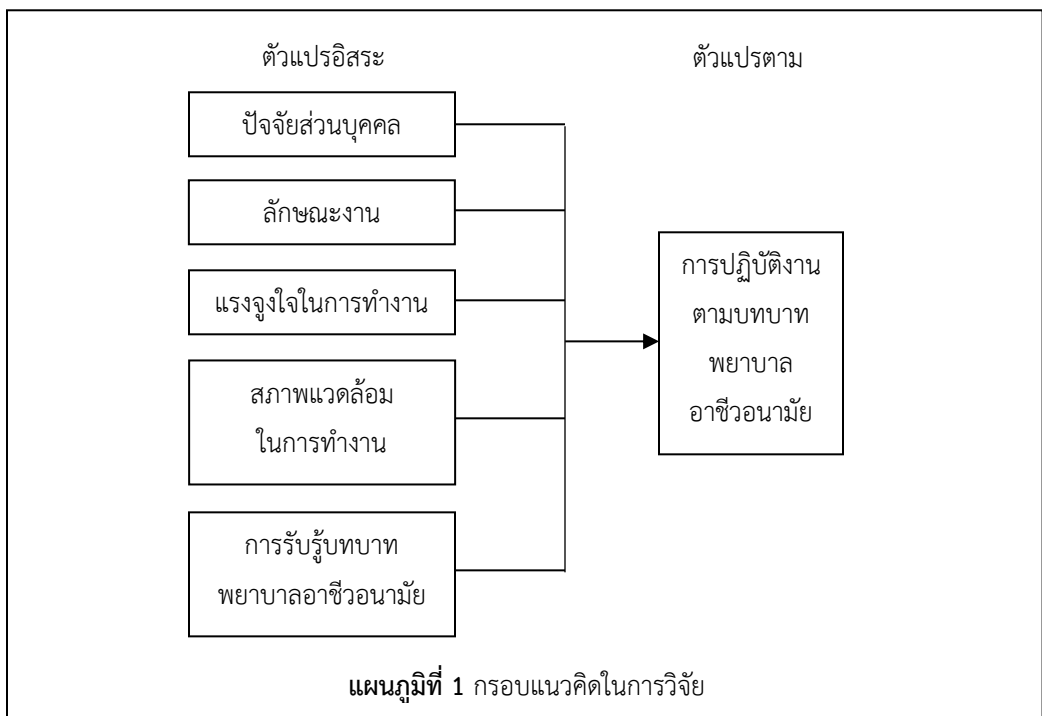 ตัวแปรอิสระ
ตัวแปรตาม
ปัจจัยส่วนบุคคล
ลักษณะงาน
แรงจูงใจในการทำงาน
สภาพแวดล้อม
ในการทำงาน
การรับรู้บทบาท
พยาบาลอาชีวอนามัย
การปฏิบัติงาน
ตามบทบาท
พยาบาล
อาชีวอนามัย
แผนภูมิที่ 1 กรอบแนวคิดในการวิจัย